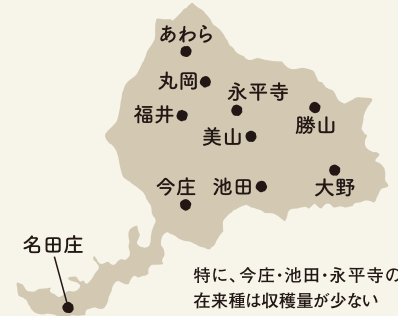 あわら
丸岡
永平寺
福井
勝山
美山
今庄
池田
大野
名田庄
特に、今庄・池田・永平寺の
在来種は収穫量が少ない